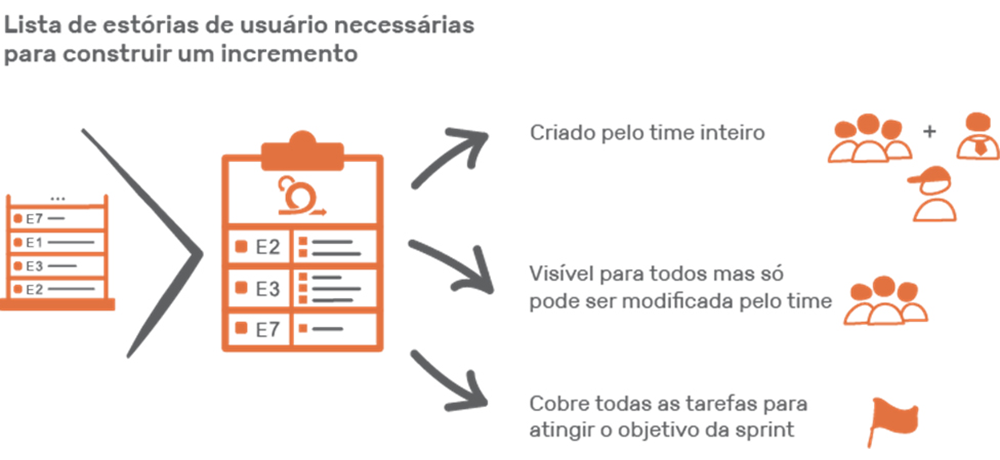 Lista de estórias de usuário necessárias
para construir um incremento
...
E7
E1
E3
E2
E2
E3
E7
Criado pelo time inteiro
+
Visível para todos mas só
pode ser modificada pelo time
Cobre todas as tarefas para
atingir o objetivo da sprint